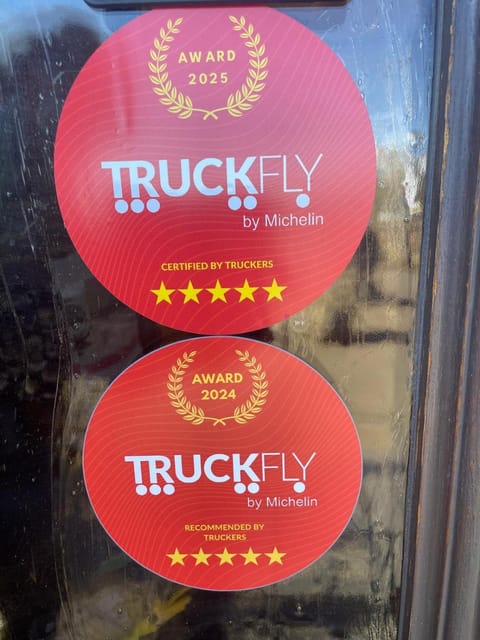 AWARD
2025
TRUCKFLY
by Michelin
CERTIFIED BY TRUCKERS
AWARD
2024
TRUCKFLY
by Michelin
RECOMMENDED BY
TRUCKERS